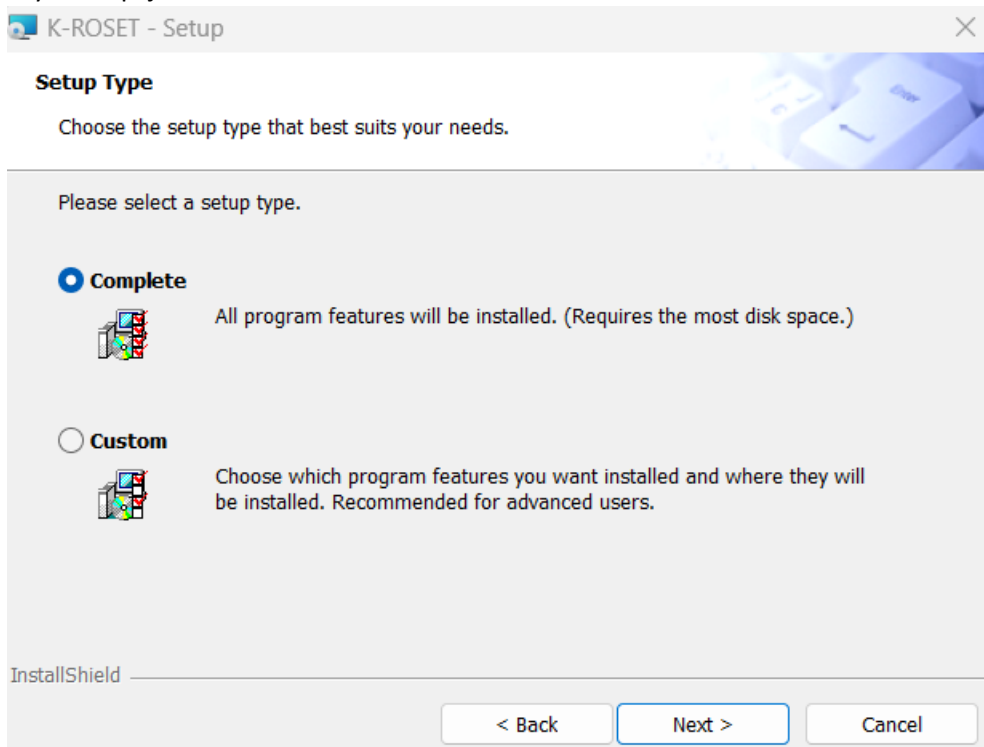 K-ROSET - Setup
Setup Type
Choose the setup type that best suits your needs.
Please select a setup type.
Complete
All program features will be installed. (Requires the most disk space.)
Custom
Choose which program features you want installed and where they will
be installed. Recommended for advanced users.
InstallShield
< Back
Next >
Cancel